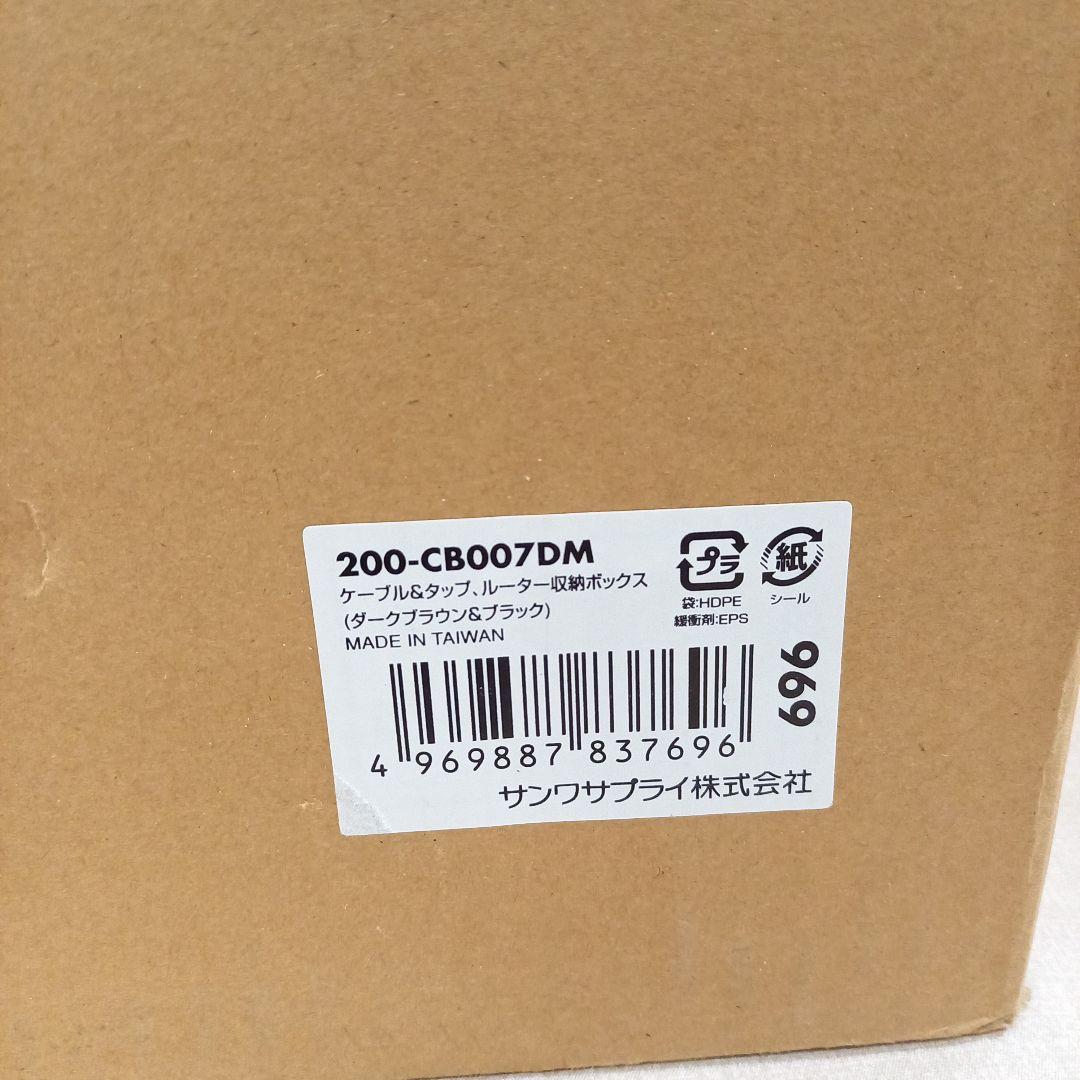 200-CB007DM
ケーブル&タップ、ルーター収納ボックス
(ダークブラウン&ブラック)
MADE IN TAIWAN
プラ
袋:HDPE
緩衝剤:EPS
紙
シール
969
4 969887 837696
サンワサプライ株式会社